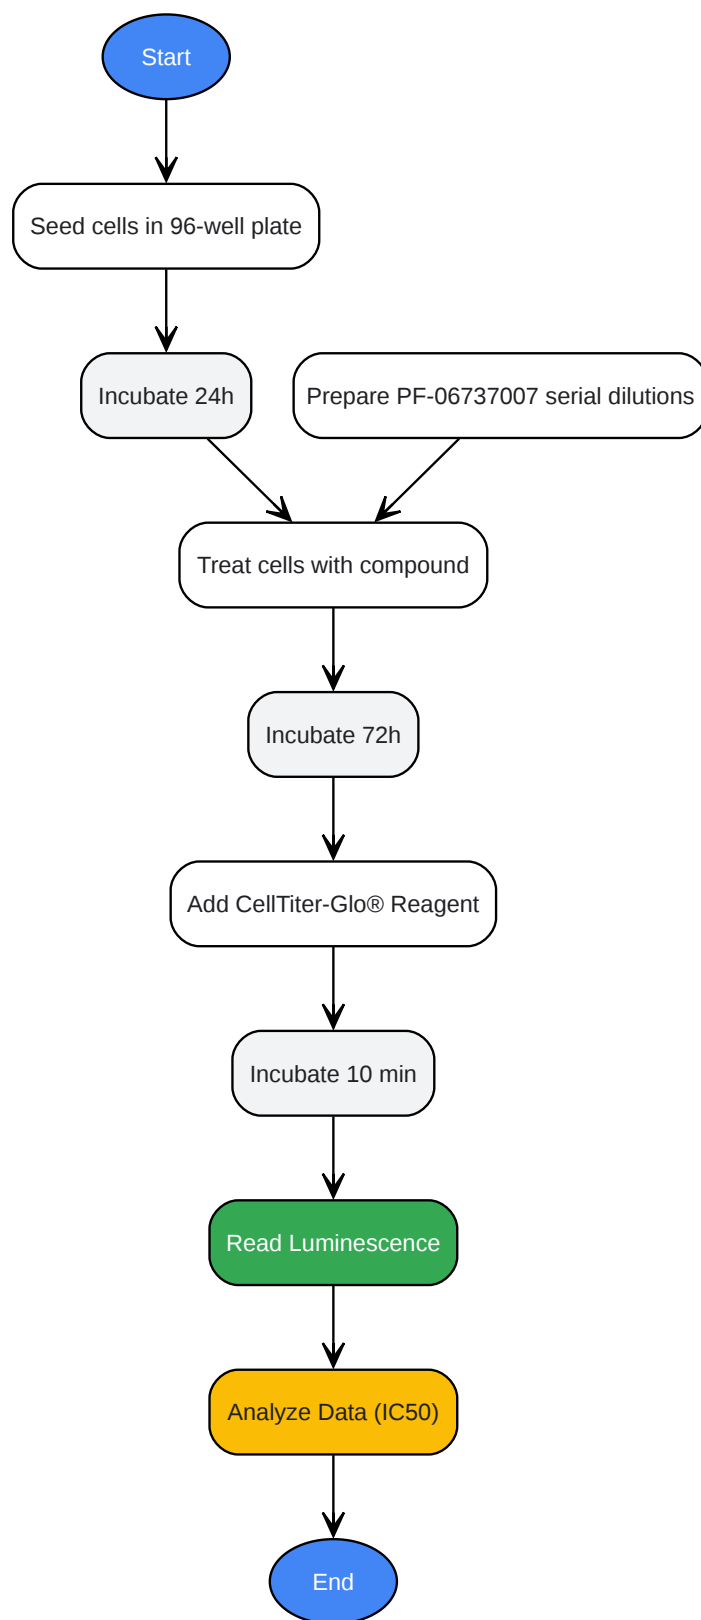 Start
Seed cells in 96-well plate
Incubate 24h
Prepare PF-06737007 serial dilutions
Treat cells with compound
Incubate 72h
Add CellTiter-Glo® Reagent
Incubate 10 min
Read Luminescence
Analyze Data (IC50)
End